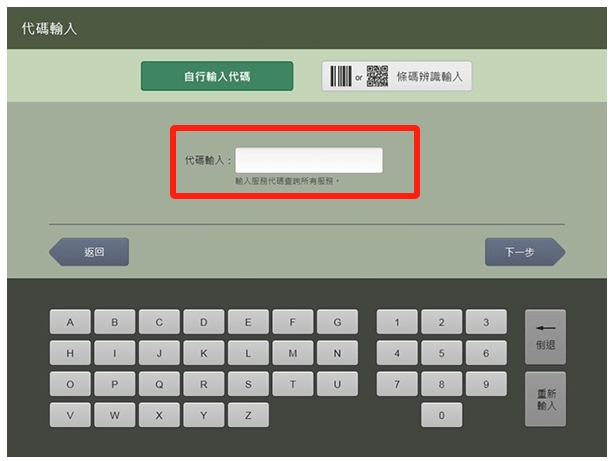 代碼輸入
自行輸入代碼
or 條碼辨識輸入
代碼輸入：
輸入服務代碼查詢所有服務。
返回
下一步
A B C D E F G 1 2 3
倒退
H I J K L M N 4 5 6
O P Q R S T U 7 8 9
重新
輸入
V W X Y Z 0